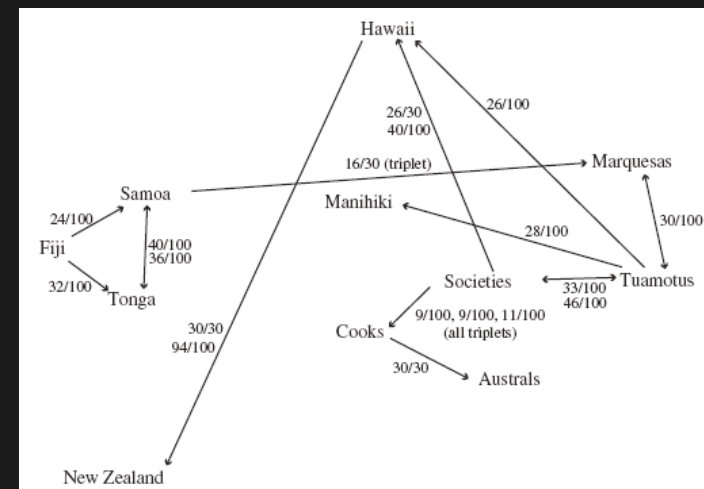 Hawaii
26/100
26/30
40/100
16/30 (triplet)
Marquesas
Samoa
Manihiki
24/100
30/100
28/100
Fiji
40/100
36/100
Societies
Tuamotus
32/100
Tonga
33/100
46/100
9/100, 9/100, 11/100
(all triplets)
30/30
94/100
Cooks
30/30
Australs
New Zealand